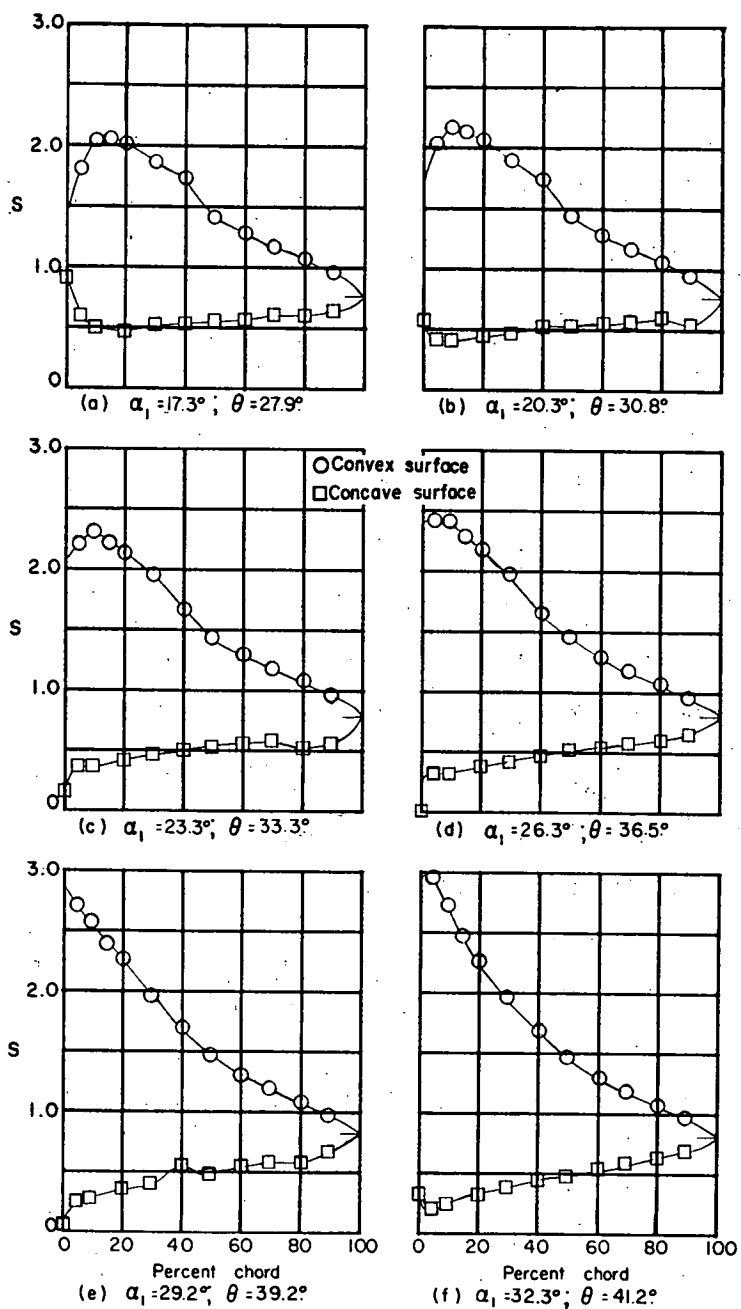 3.0
2.0
S
1.0
0
(a) α₁ =17.3°; θ =27.9°
(b) α₁ =20.3°; θ =30.8°
3.0
○ Convex surface
□ Concave surface
2.0
S
1.0
0
(c) α₁ =23.3°; θ =33.3°
(d) α₁ =26.3°; θ =36.5°
3.0
2.0
S
1.0
0
0 20 40 60 80 100
0 20 40 60 80 100
Percent chord
Percent chord
(e) α₁ =29.2°; θ =39.2°
(f) α₁ =32.3°; θ =41.2°